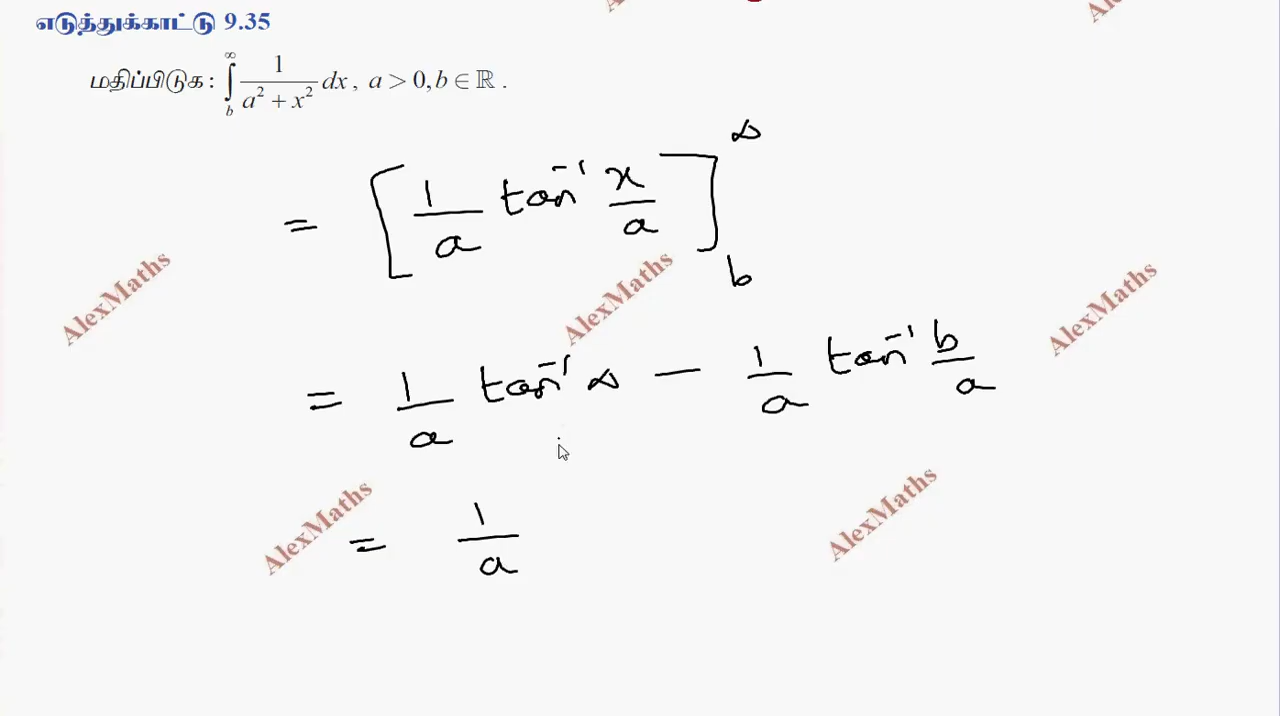 எடுத்துக்காட்டு 9.35
மதிப்பிடுக : ∫_b^∞ 1/(a² + x²) dx , a > 0, b ∈ ℝ .
= [ 1/a tan⁻¹ x/a ]_b^∞
= 1/a tan⁻¹ ∞ − 1/a tan⁻¹ b/a
= 1/a
AlexMaths
AlexMaths
AlexMaths
AlexMaths
AlexMaths